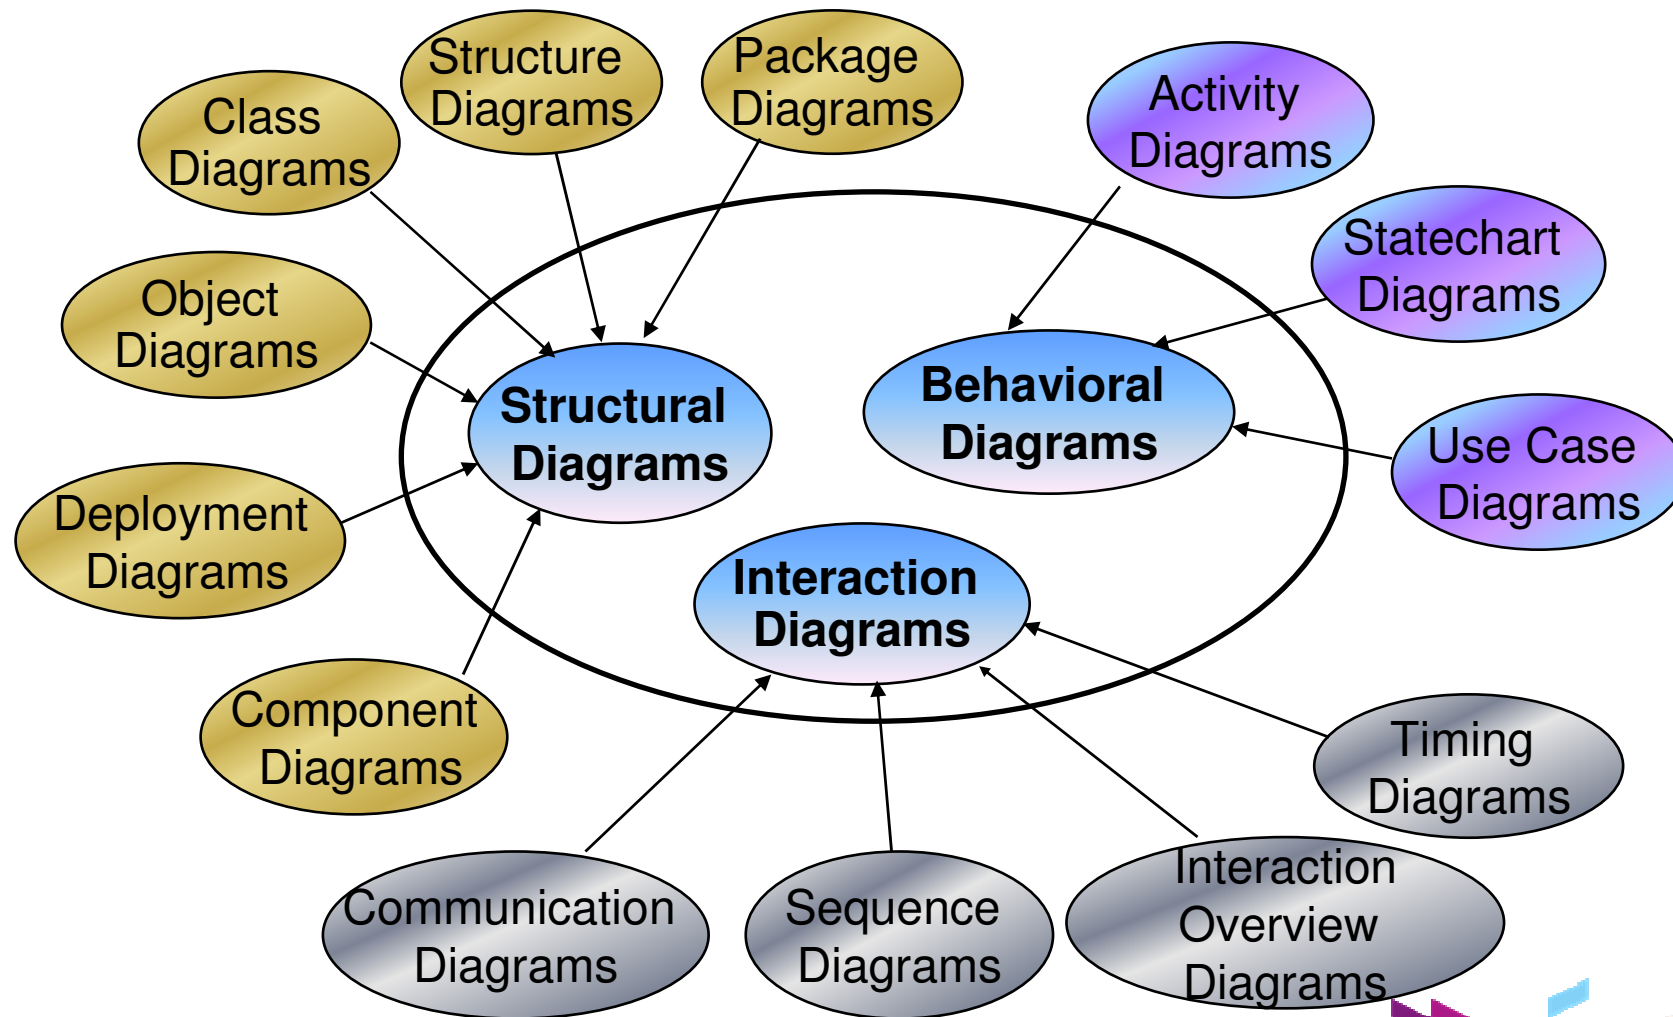 Structure
Diagrams
Package
Diagrams
Class
Diagrams
Activity
Diagrams
Statechart
Diagrams
Object
Diagrams
Structural
Diagrams
Behavioral
Diagrams
Use Case
Diagrams
Deployment
Diagrams
Interaction
Diagrams
Component
Diagrams
Timing
Diagrams
Communication
Diagrams
Sequence
Diagrams
Interaction
Overview
Diagrams